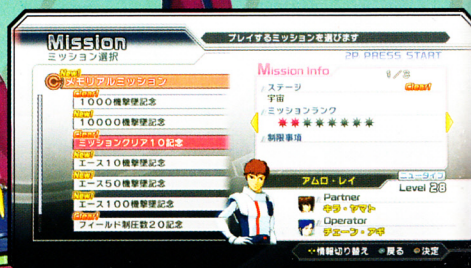 Mission
ミッション選択
プレイするミッションを選びます
2P PRESS START
New!
メモリアルミッション
Clear!
1000機撃墜記念
New!
10000機撃墜記念
Clear!
ミッションクリア10記念
New!
エース10機撃墜記念
New!
エース50機撃墜記念
New!
エース100機撃墜記念
Clear!
フィールド制圧数20記念
Mission Info
1/3
ステージ
Clear!
宇宙
ミッションランク
制限事項
アムロ・レイ
ニュータイプ
Level 28
Partner
キラ・ヤマト
Operator
チェーン・アギ
情報切り替え
戻る
決定